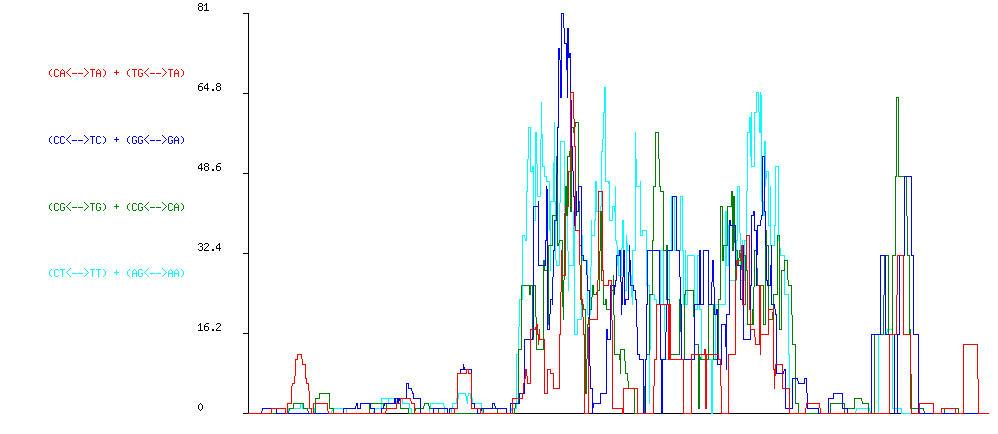 81
(CA<-->TA) + (TG<-->TA)
64.8
(CC<-->TC) + (GG<-->GA)
48.6
(CG<-->TG) + (CG<-->CA)
32.4
(CT<-->TT) + (AG<-->AA)
16.2
0